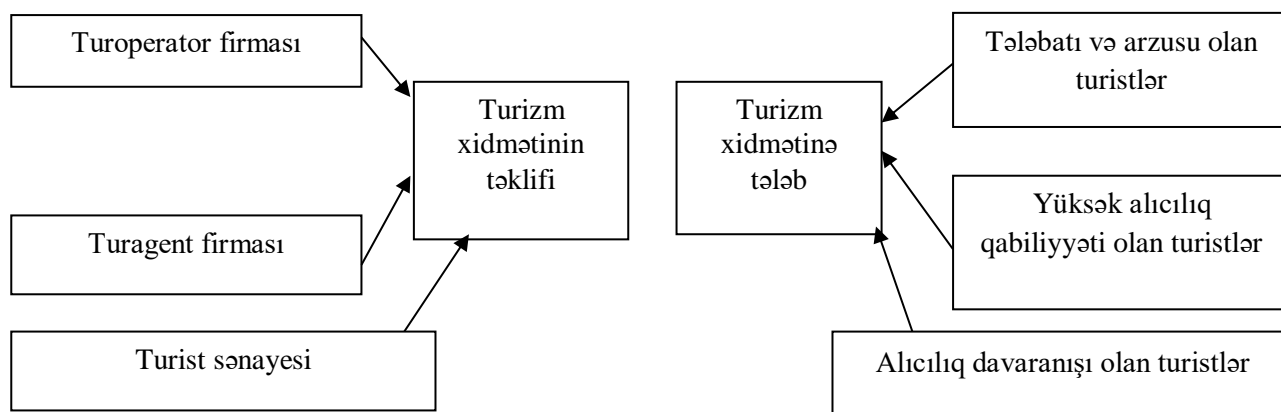 Turoperator firması
Turagent firması
Turist sənayesi
Turizm
xidmətinin
təklifi
Turizm
xidmətinə
tələb
Tələbatı və arzusu olan
turistlər
Yüksək alıcılıq
qabiliyyəti olan turistlər
Alıcılıq davaranışı olan turistlər